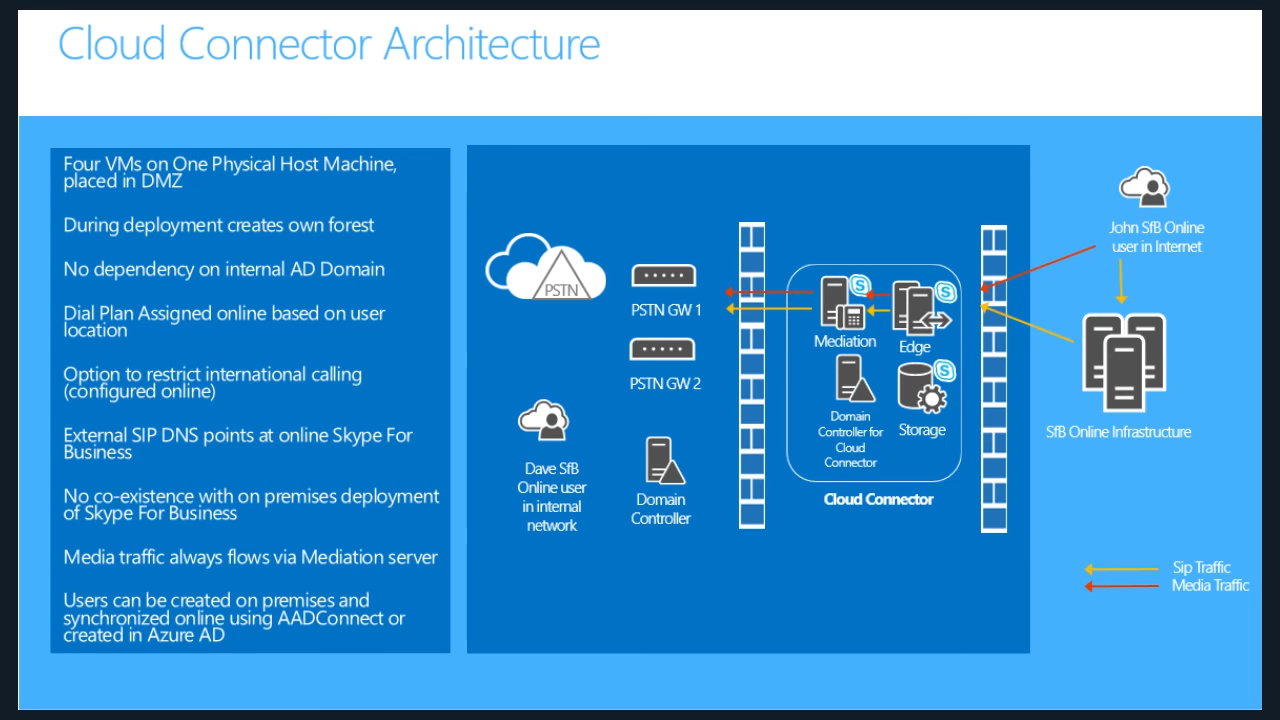 Cloud Connector Architecture
Four VMs on One Physical Host Machine,
placed in DMZ
During deployment creates own forest
No dependency on internal AD Domain
Dial Plan Assigned online based on user
location
Option to restrict international calling
(configured online)
External SIP DNS points at online Skype For
Business
No co-existence with on premises deployment
of Skype For Business
Media traffic always flows via Mediation server
Users can be created on premises and
synchronized online using AADConnect or
created in Azure AD
PSTN
PSTN GW 1
PSTN GW 2
Dave SfB
Online user
in internal
network
Domain
Controller
S
S
Mediation
Edge
S
Domain
Controller for
Cloud
Connector
Storage
Cloud Connector
John SfB Online
user in Internet
SfB Online Infrastructure
Sip Traffic
Media Traffic